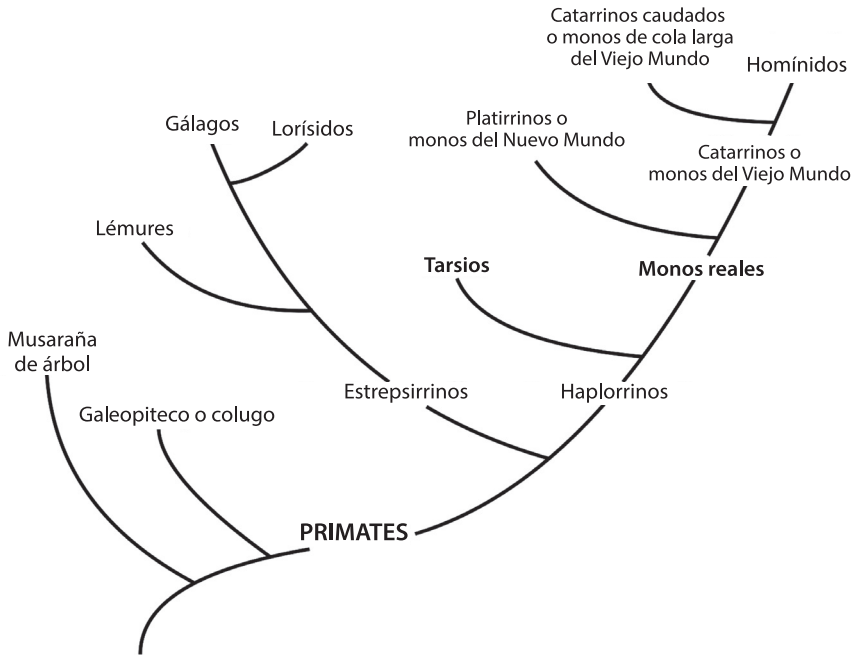 Catarrinos caudados
o monos de cola larga
del Viejo Mundo
Homínidos
Platirrinos o
monos del Nuevo Mundo
Gálagos
Lorísidos
Catarrinos o
monos del Viejo Mundo
Lémures
Tarsios
Monos reales
Musaraña
de árbol
Estrepsirrinos
Haplorrinos
Galeopiteco o colugo
PRIMATES